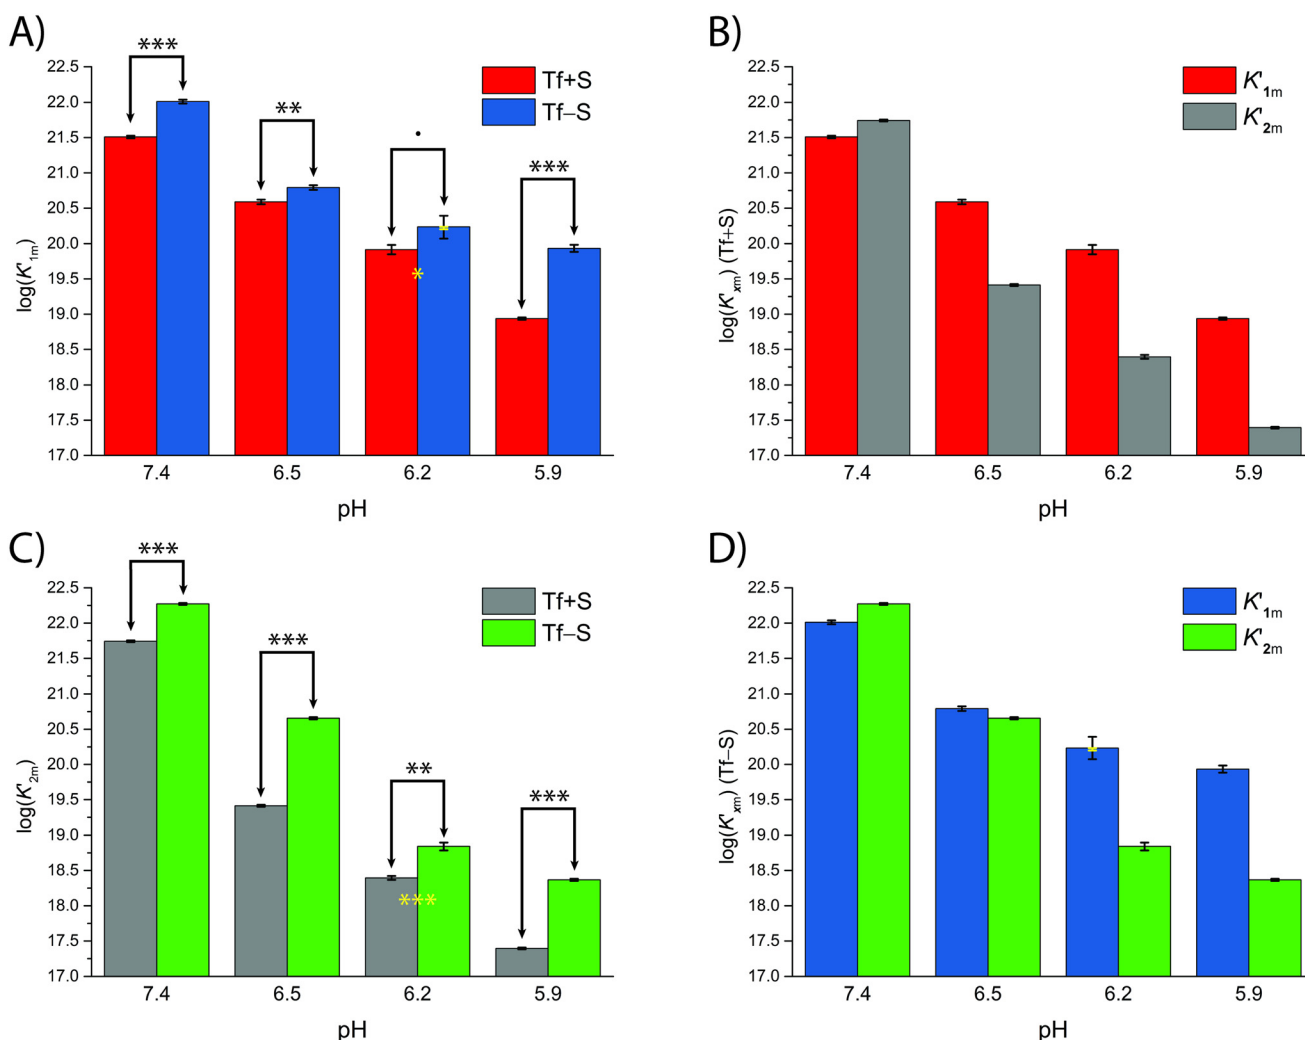 A)
***
**
•
***
*
Tf+S
Tf−S
22.5
22.0
21.5
21.0
20.5
20.0
19.5
19.0
18.5
18.0
17.5
17.0
log(K'1m)
7.4 6.5 6.2 5.9
pH
B)
K'1m
K'2m
22.5
22.0
21.5
21.0
20.5
20.0
19.5
19.0
18.5
18.0
17.5
17.0
log(K'xm) (Tf+S)
7.4 6.5 6.2 5.9
pH
C)
***
***
**
***
***
Tf+S
Tf−S
22.5
22.0
21.5
21.0
20.5
20.0
19.5
19.0
18.5
18.0
17.5
17.0
log(K'2m)
7.4 6.5 6.2 5.9
pH
D)
K'1m
K'2m
22.5
22.0
21.5
21.0
20.5
20.0
19.5
19.0
18.5
18.0
17.5
17.0
log(K'xm) (Tf−S)
7.4 6.5 6.2 5.9
pH